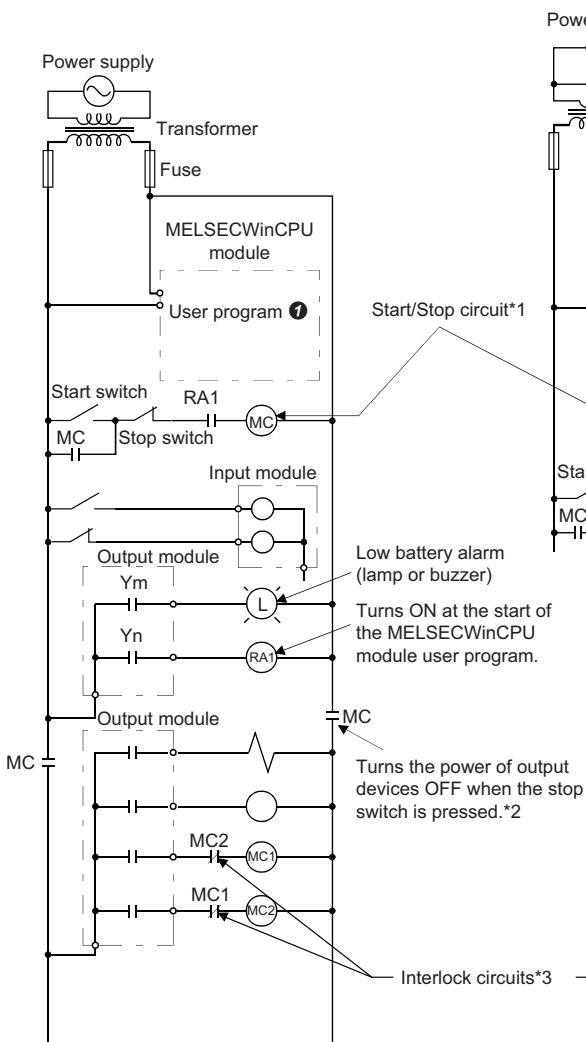 Power supply
Transformer
Fuse
MELSECWinCPU
module
User program ❶
Start/Stop circuit*1
Start switch
RA1
MC
MC
Stop switch
Input module
Output module
Ym
L
Low battery alarm
(lamp or buzzer)
Yn
RA1
Turns ON at the start of
the MELSECWinCPU
module user program.
Output module
MC
MC
Turns the power of output
devices OFF when the stop
switch is pressed.*2
MC2
MC1
MC1
MC2
Interlock circuits*3
MC